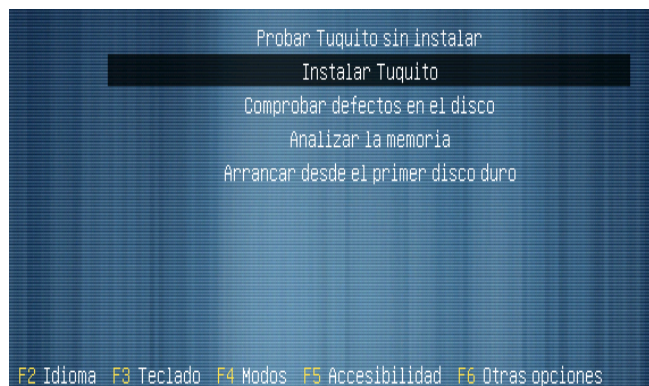 Probar Tuquito sin instalar
Instalar Tuquito
Comprobar defectos en el disco
Analizar la memoria
Arrancar desde el primer disco duro
F2 Idioma F3 Teclado F4 Modos F5 Accesibilidad F6 Otras opciones